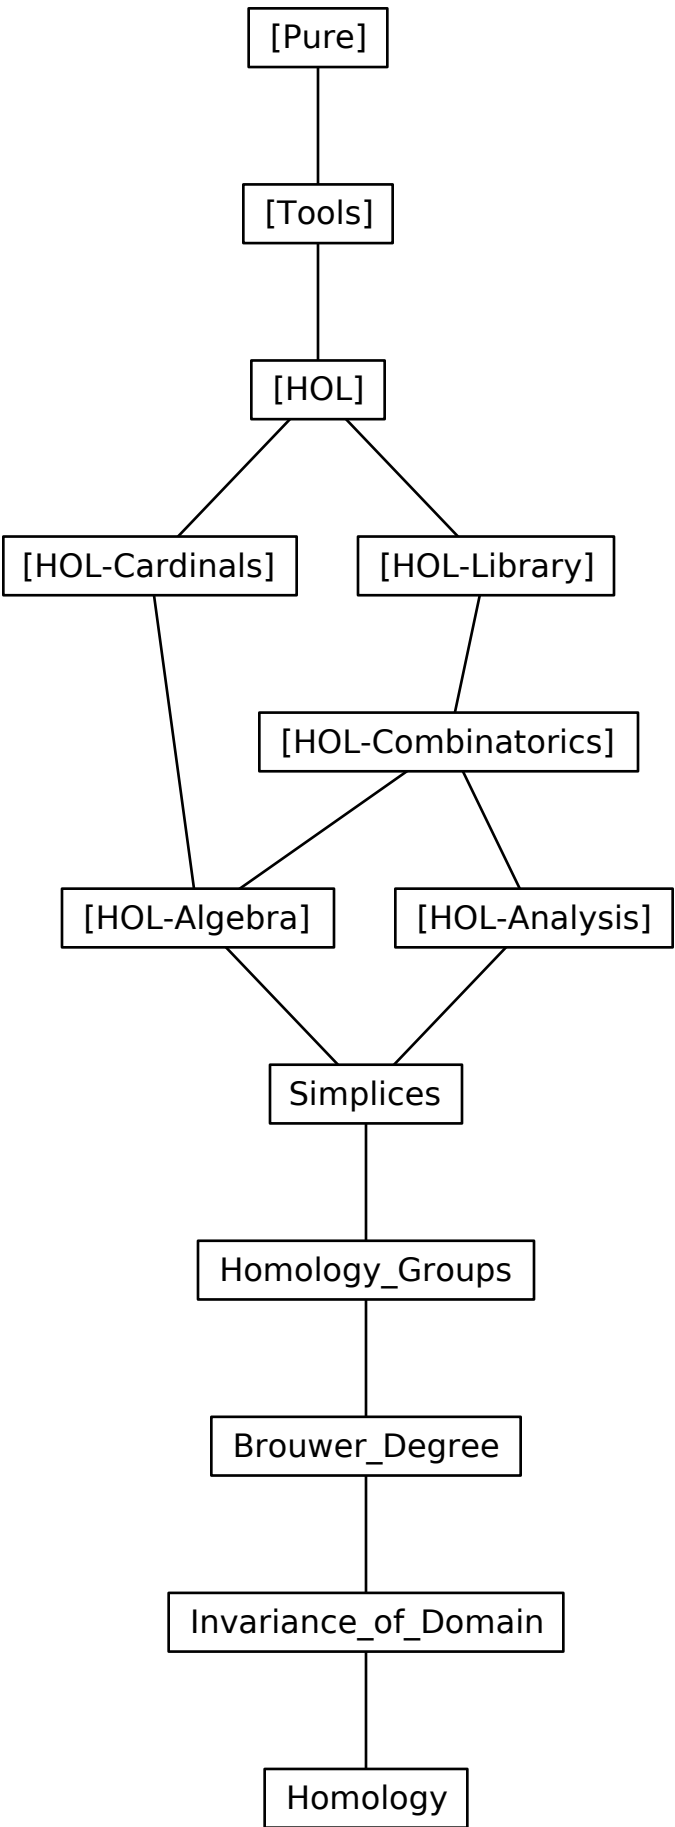 [Pure]
[Tools]
[HOL]
[HOL-Cardinals]
[HOL-Library]
[HOL-Combinatorics]
[HOL-Algebra]
[HOL-Analysis]
Simplices
Homology_Groups
Brouwer_Degree
Invariance_of_Domain
Homology